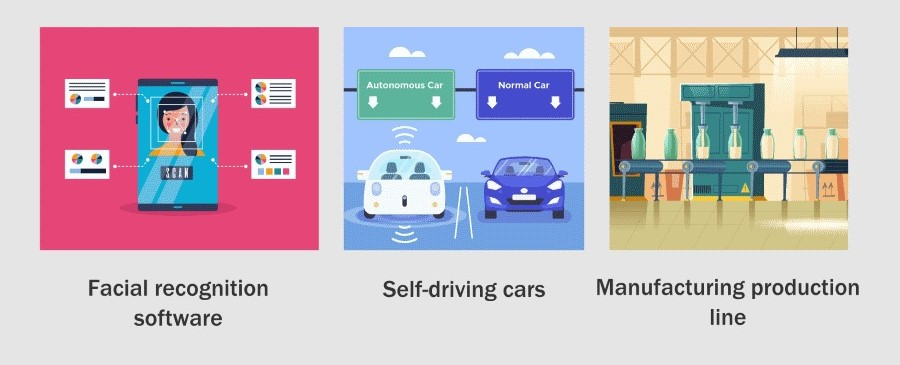 SCAN
Autonomous Car
Normal Car
Facial recognition
software
Self-driving cars
Manufacturing production
line